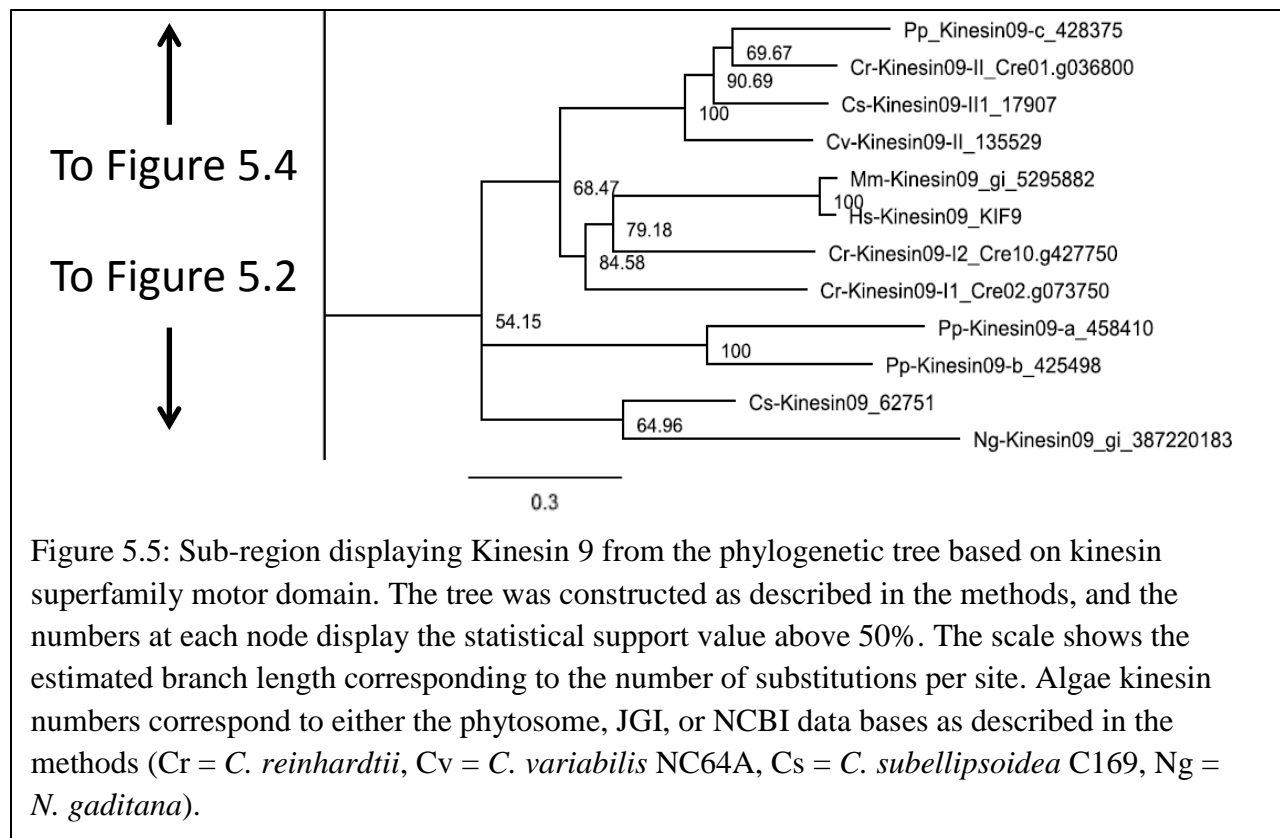 To Figure 5.4
To Figure 5.2
Pp_Kinesin09-c_428375
69.67
Cr-Kinesin09-II_Cre01.g036800
90.69
Cs-Kinesin09-II1_17907
100
Cv-Kinesin09-II_135529
Mm-Kinesin09_gi_5295882
68.47
100
Hs-Kinesin09_KIF9
79.18
Cr-Kinesin09-I2_Cre10.g427750
84.58
Cr-Kinesin09-I1_Cre02.g073750
54.15
Pp-Kinesin09-a_458410
100
Pp-Kinesin09-b_425498
Cs-Kinesin09_62751
64.96
Ng-Kinesin09_gi_387220183
0.3
Figure 5.5: Sub-region displaying Kinesin 9 from the phylogenetic tree based on kinesin
superfamily motor domain. The tree was constructed as described in the methods, and the
numbers at each node display the statistical support value above 50%. The scale shows the
estimated branch length corresponding to the number of substitutions per site. Algae kinesin
numbers correspond to either the phytosome, JGI, or NCBI data bases as described in the
methods (Cr = C. reinhardtii, Cv = C. variabilis NC64A, Cs = C. subellipsoidea C169, Ng =
N. gaditana).